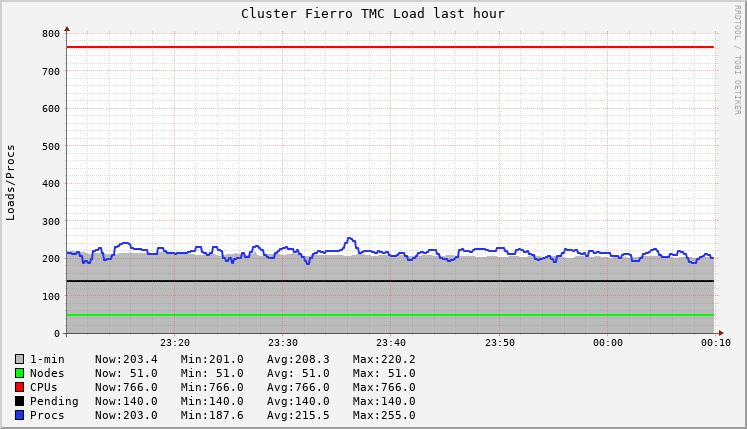 Cluster Fierro TMC Load last hour
RRDTOOL / TOBI OETIKER
Loads/Procs
800
700
600
500
400
300
200
100
0
23:20 23:30 23:40 23:50 00:00 00:10
1-min Now:203.4 Min:201.0 Avg:208.3 Max:220.2
Nodes Now: 51.0 Min: 51.0 Avg: 51.0 Max: 51.0
CPUs Now:766.0 Min:766.0 Avg:766.0 Max:766.0
Pending Now:140.0 Min:140.0 Avg:140.0 Max:140.0
Procs Now:203.0 Min:187.6 Avg:215.5 Max:255.0